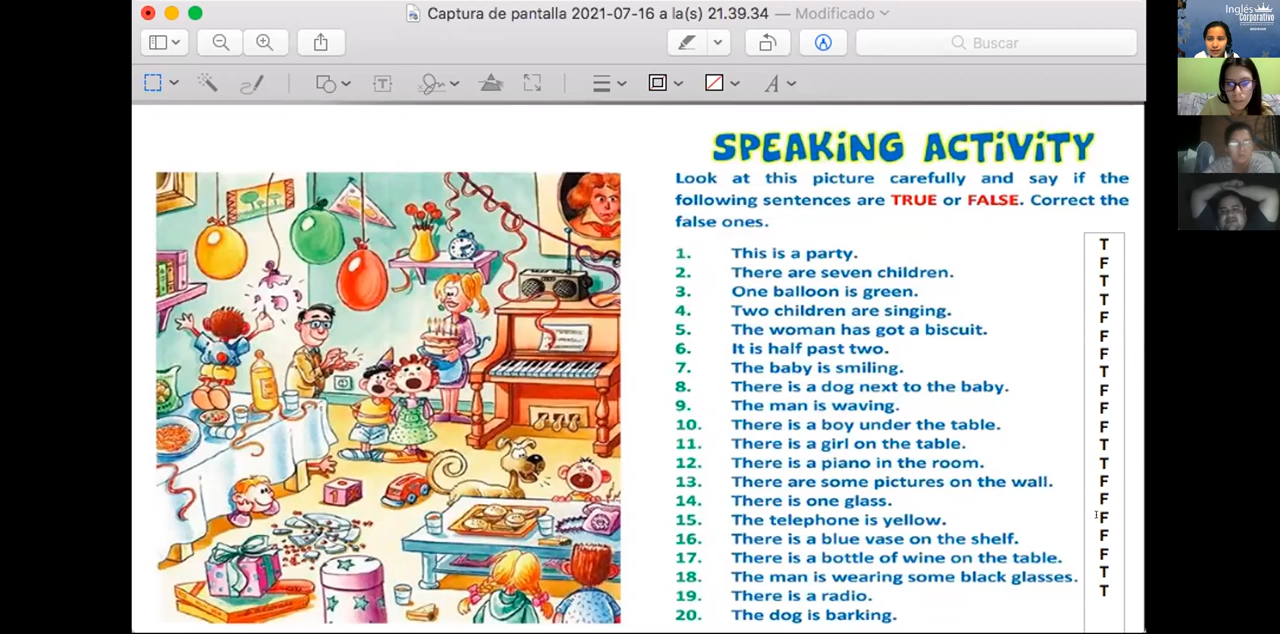 Captura de pantalla 2021-07-16 a la(s) 21.39.34 — Modificado
Buscar
Inglés
Corporativo
SPEAKING ACTIVITY
Look at this picture carefully and say if the
following sentences are TRUE or FALSE. Correct the
false ones.
1. This is a party.
2. There are seven children.
3. One balloon is green.
4. Two children are singing.
5. The woman has got a biscuit.
6. It is half past two.
7. The baby is smiling.
8. There is a dog next to the baby.
9. The man is waving.
10. There is a boy under the table.
11. There is a girl on the table.
12. There is a piano in the room.
13. There are some pictures on the wall.
14. There is one glass.
15. The telephone is yellow.
16. There is a blue vase on the shelf.
17. There is a bottle of wine on the table.
18. The man is wearing some black glasses.
19. There is a radio.
20. The dog is barking.
T
F
T
T
F
F
F
T
F
F
F
T
T
F
F
F
F
F
T
T
1